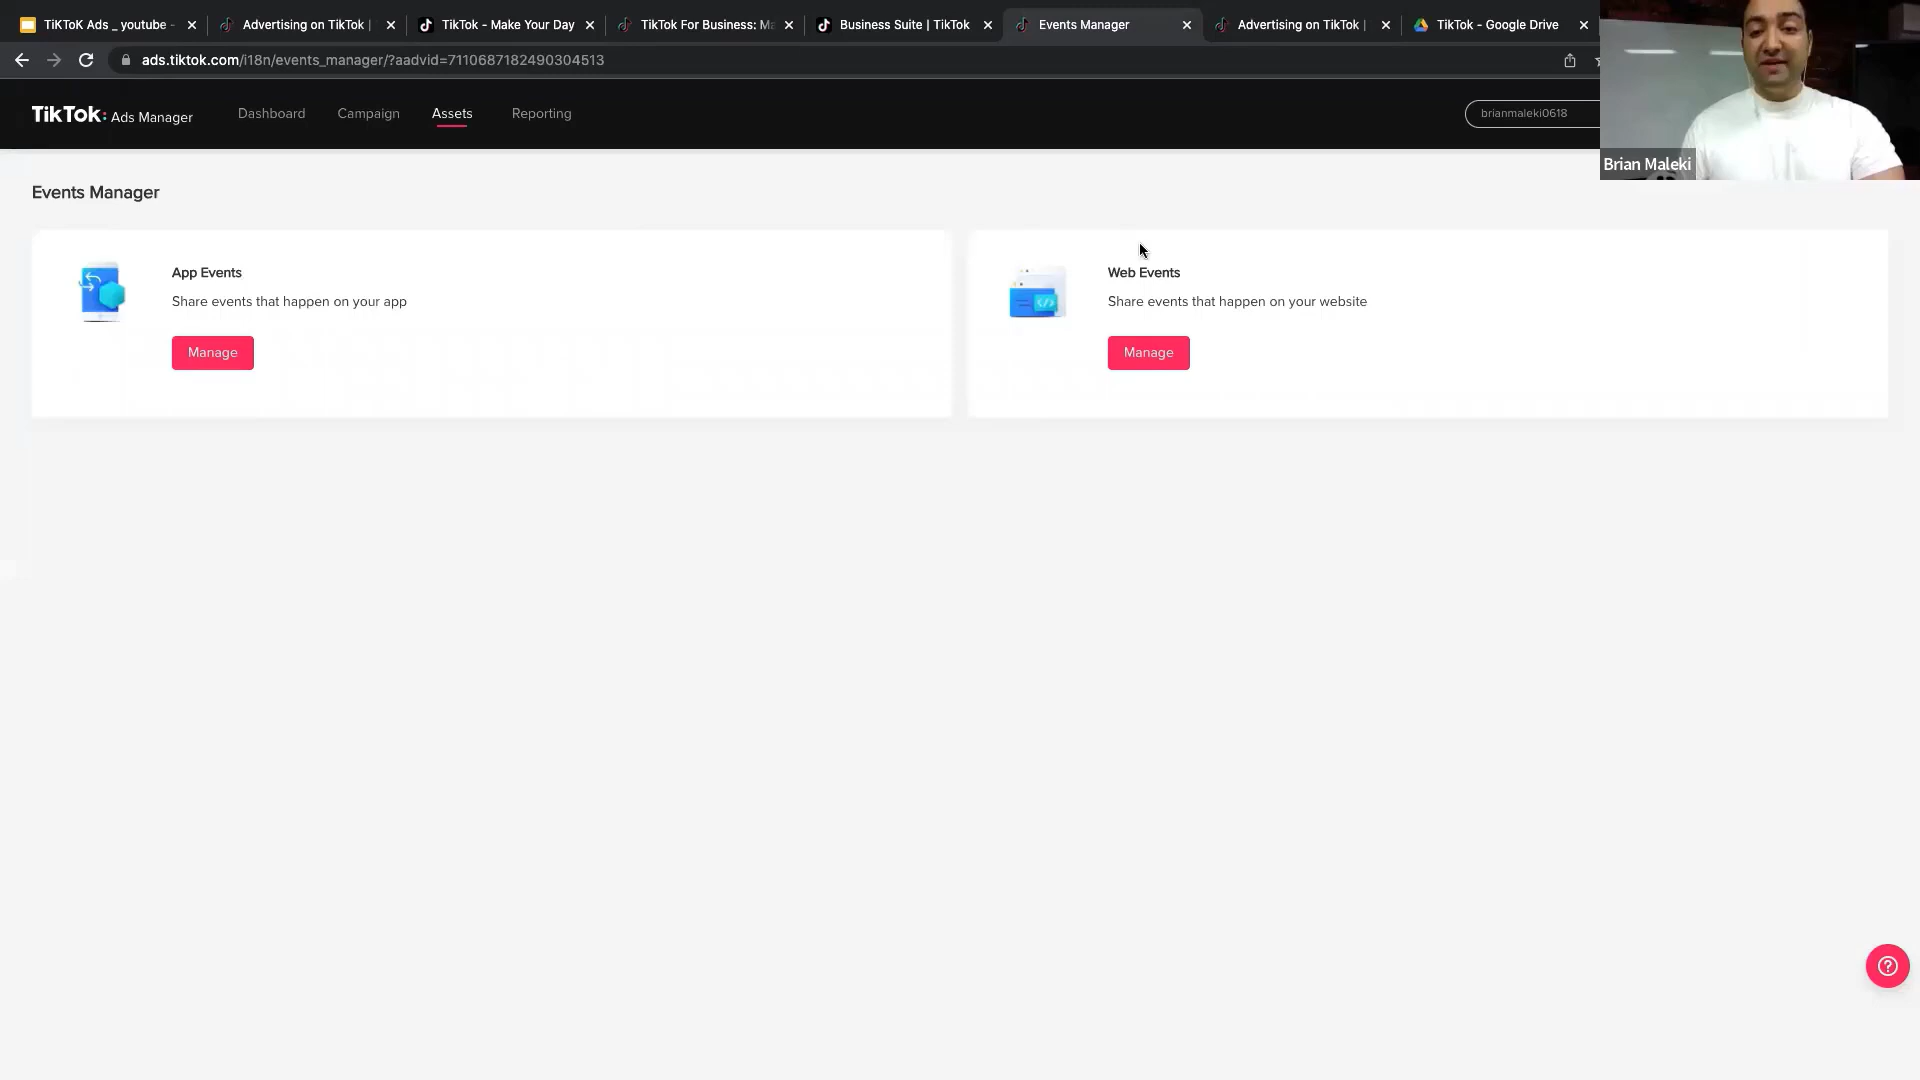 TiKToK Ads _ youtube -
Advertising on TikTok |
TikTok - Make Your Day
TikTok For Business: Ma
Business Suite | TikTok
Events Manager
Advertising on TikTok |
TikTok - Google Drive
ads.tiktok.com/i18n/events_manager/?aadvid=7110687182490304513
TikTok: Ads Manager
Dashboard
Campaign
Assets
Reporting
brianmaleki0618
Brian Maleki
Events Manager
App Events
Share events that happen on your app
Manage
Web Events
Share events that happen on your website
Manage